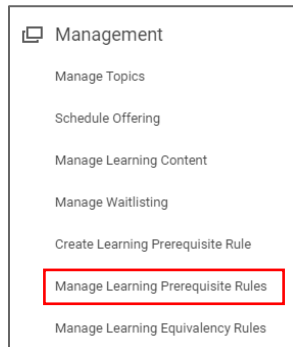 Management
Manage Topics
Schedule Offering
Manage Learning Content
Manage Waitlisting
Create Learning Prerequisite Rule
Manage Learning Prerequisite Rules
Manage Learning Equivalency Rules